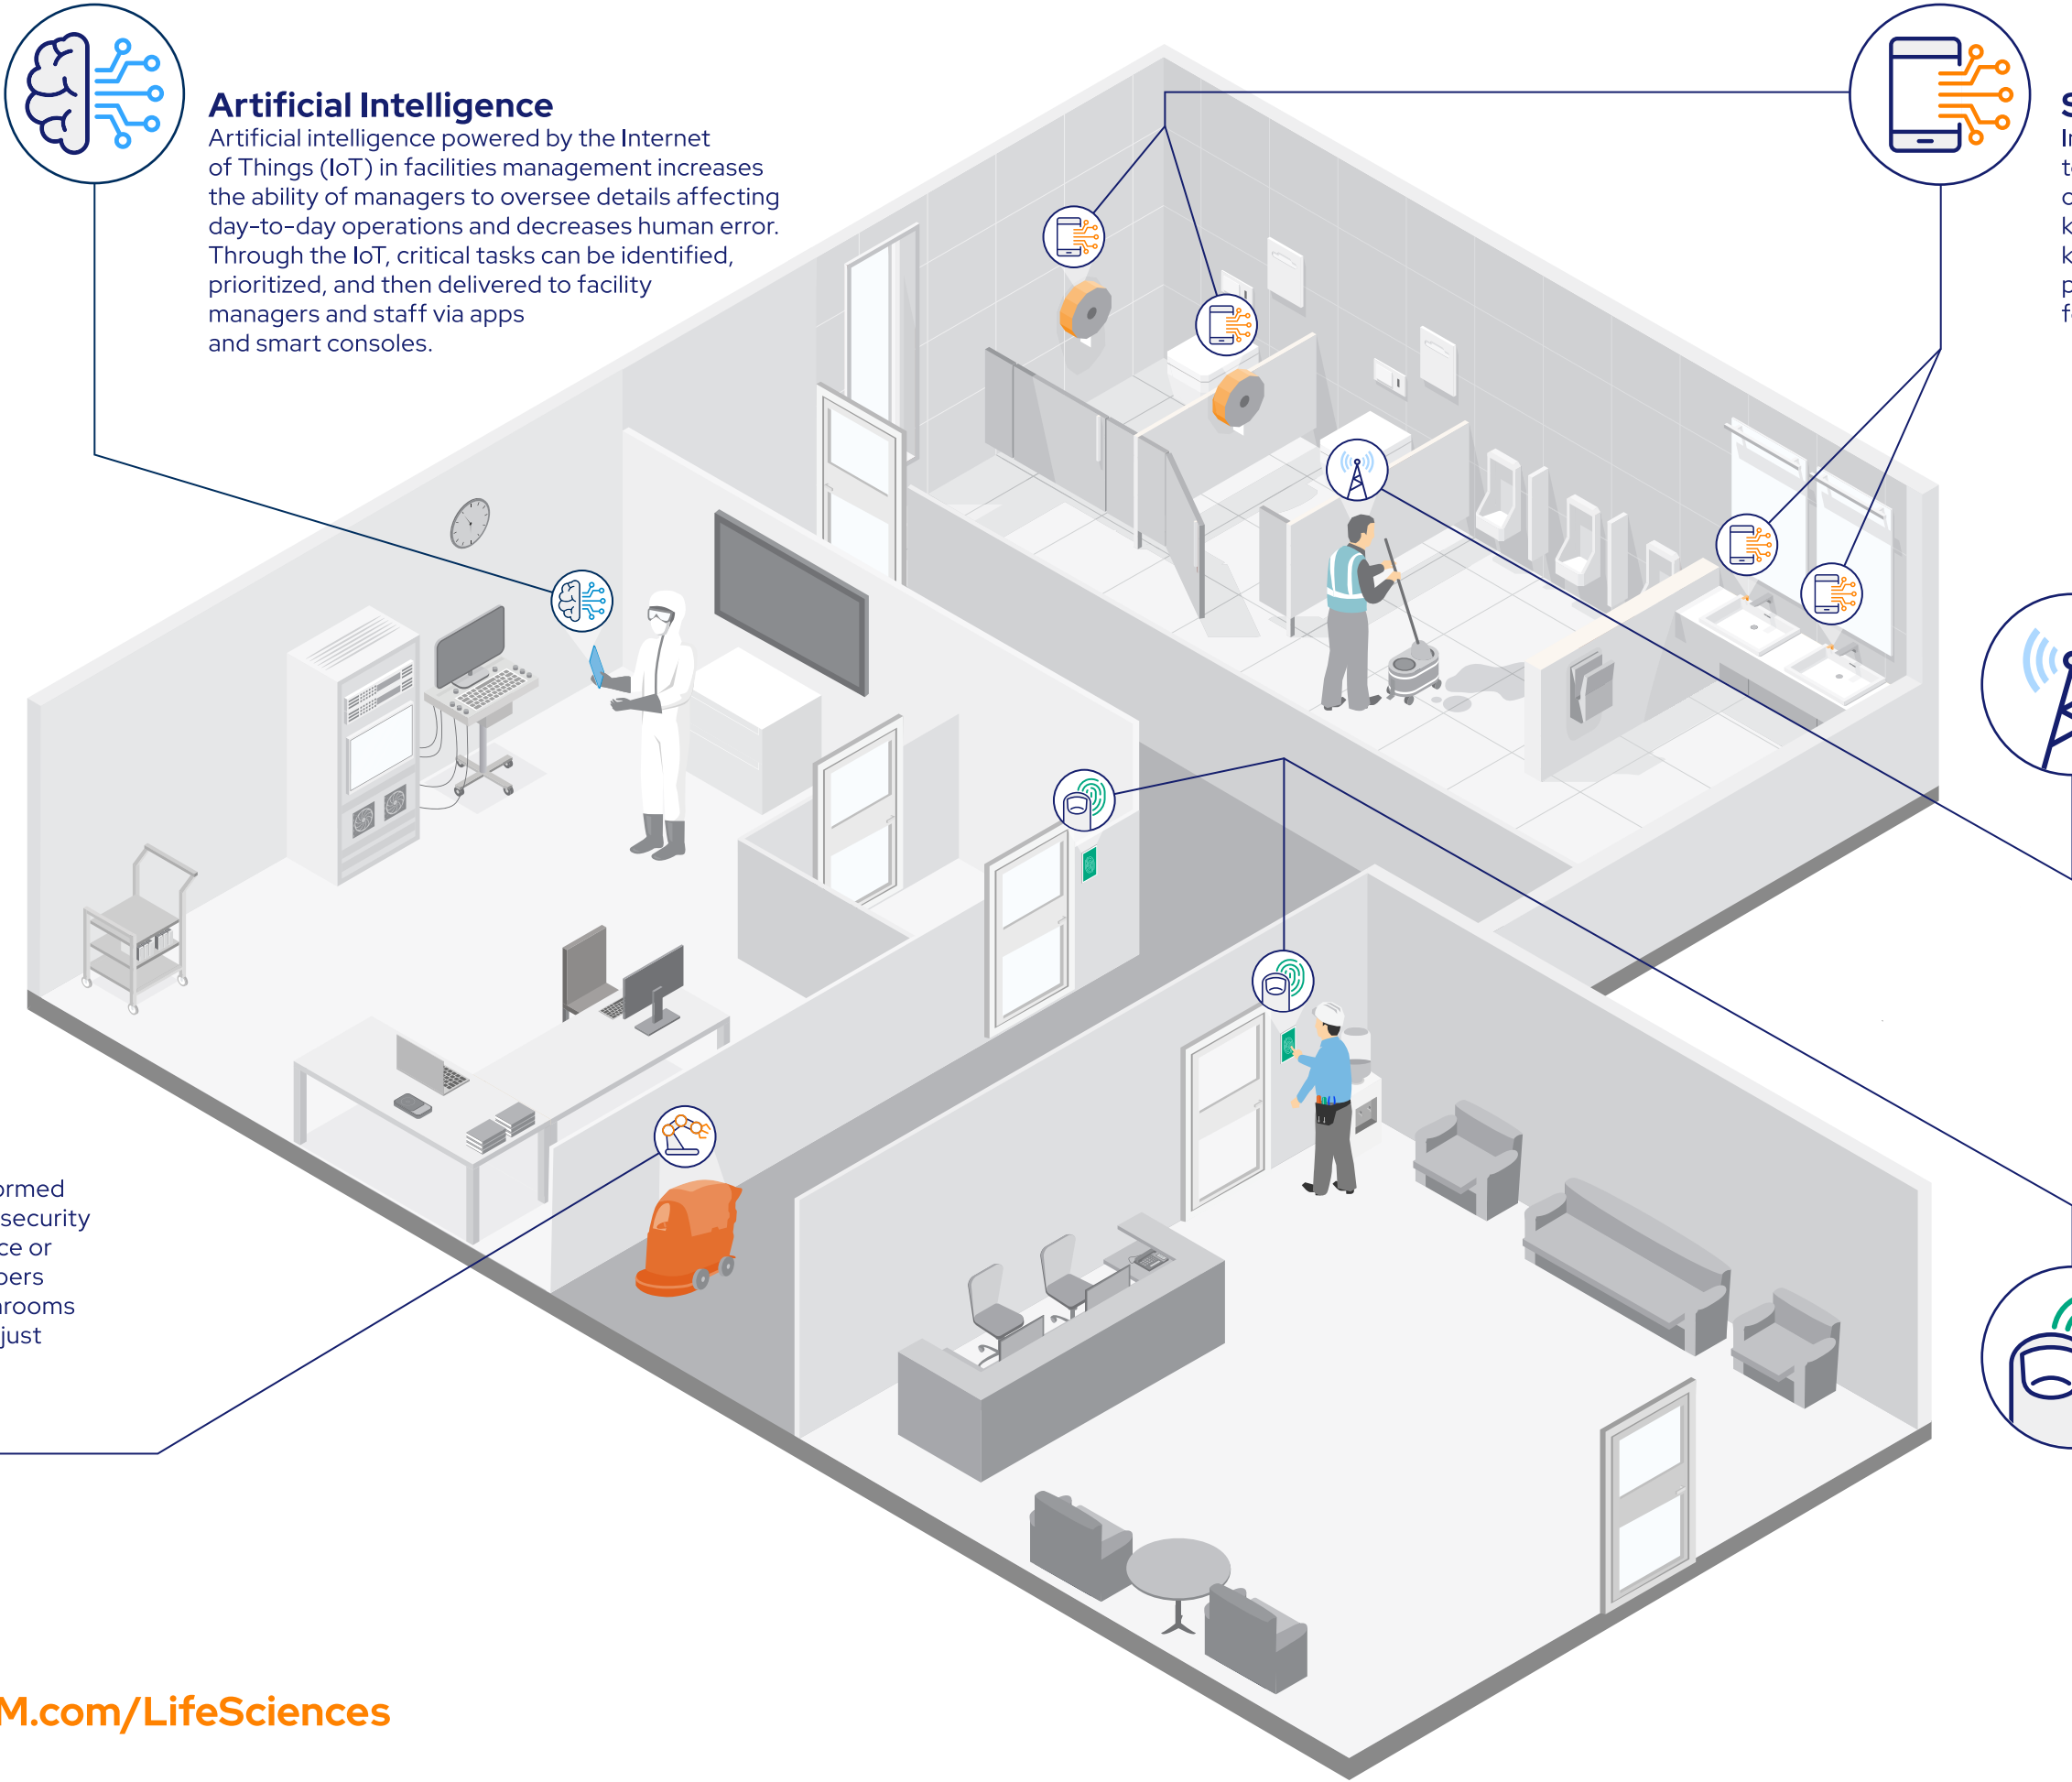 Artificial Intelligence
Artificial intelligence powered by the Internet
of Things (IoT) in facilities management increases
the ability of managers to oversee details affecting
day-to-day operations and decreases human error.
Through the IoT, critical tasks can be identified,
prioritized, and then delivered to facility
managers and staff via apps
and smart consoles.
ormed
security
ce or
bers
rooms
just
M.com/LifeSciences